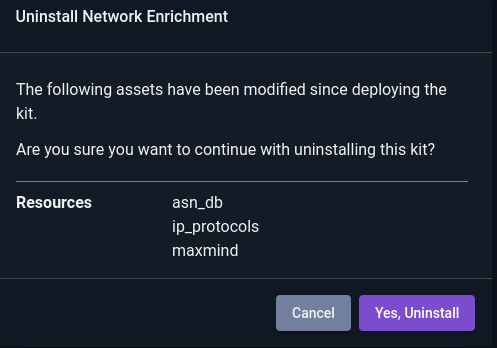 Uninstall Network Enrichment
The following assets have been modified since deploying the
kit.
Are you sure you want to continue with uninstalling this kit?
Resources asn_db
ip_protocols
maxmind
Cancel Yes, Uninstall